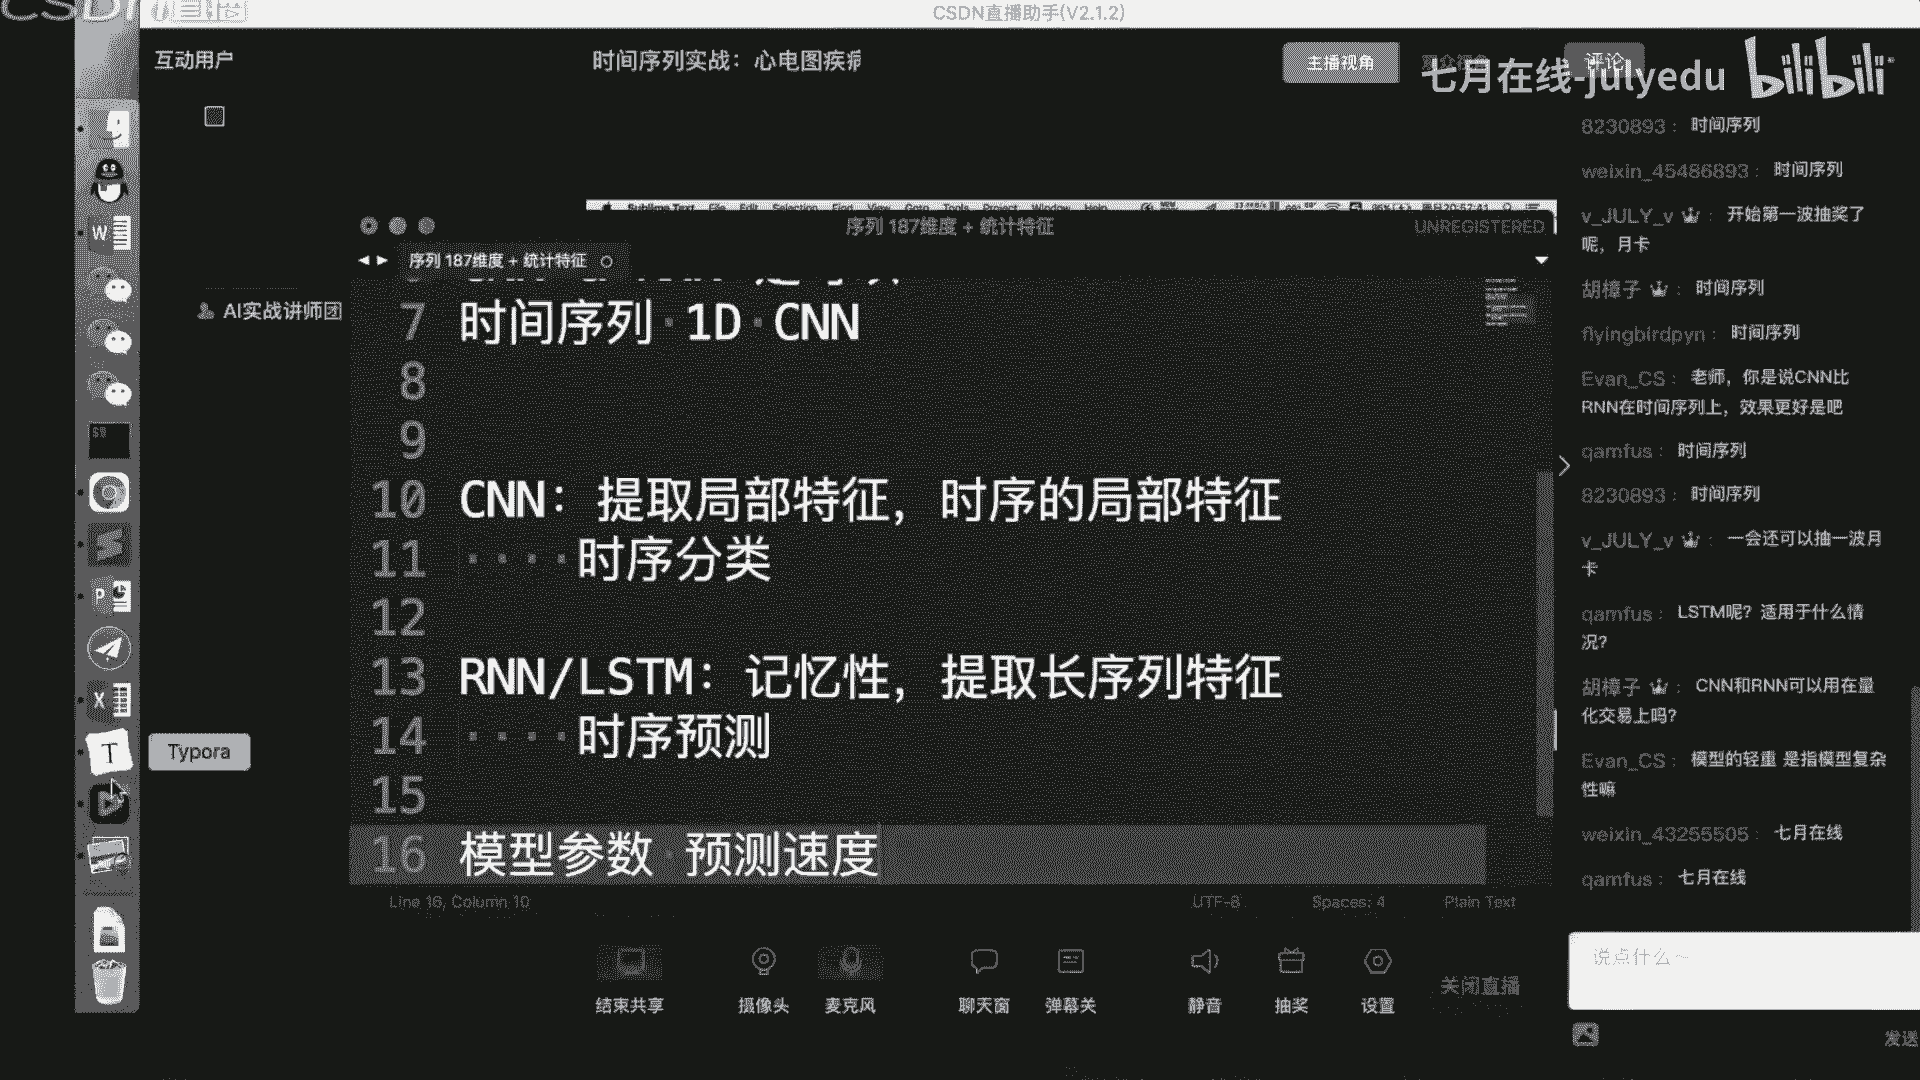 CSDN
CSDN直播助手(V2.1.2)
互动用户
时间序列实战：心电图疾
主播视角
评论
七月在线-julyedu bilibili
AI实战讲师团
Sublime Text File Edit Selection Find View Goto Tools Project Window Help
序列 187维度 + 统计特征
UNREGISTERED
序列 187维度 + 统计特征
7 时间序列 1D CNN
8
9
10 CNN：提取局部特征，时序的局部特征
11 时序分类
12
13 RNN/LSTM：记忆性，提取长序列特征
14 时序预测
15
16 模型参数 预测速度
Line 16, Column 10
UTF-8
Spaces: 4
Plain Text
Typora
结束共享
摄像头
麦克风
聊天窗
弹幕关
静音
抽奖
设置
关闭直播
8230893： 时间序列
weixin_45486893： 时间序列
v_JULY_v ： 开始第一波抽奖了
呢，月卡
胡樟子 ： 时间序列
flyingbirdpyn： 时间序列
Evan_CS： 老师，你是说CNN比
RNN在时间序列上，效果更好是吧
qamfus： 时间序列
8230893： 时间序列
v_JULY_v ： 一会还可以抽一波月
卡
qamfus： LSTM呢？适用于什么情
况？
胡樟子 ： CNN和RNN可以用在量
化交易上吗？
Evan_CS： 模型的轻重 是指模型复杂
性嘛
weixin_43255505： 七月在线
qamfus： 七月在线
说点什么~
发送